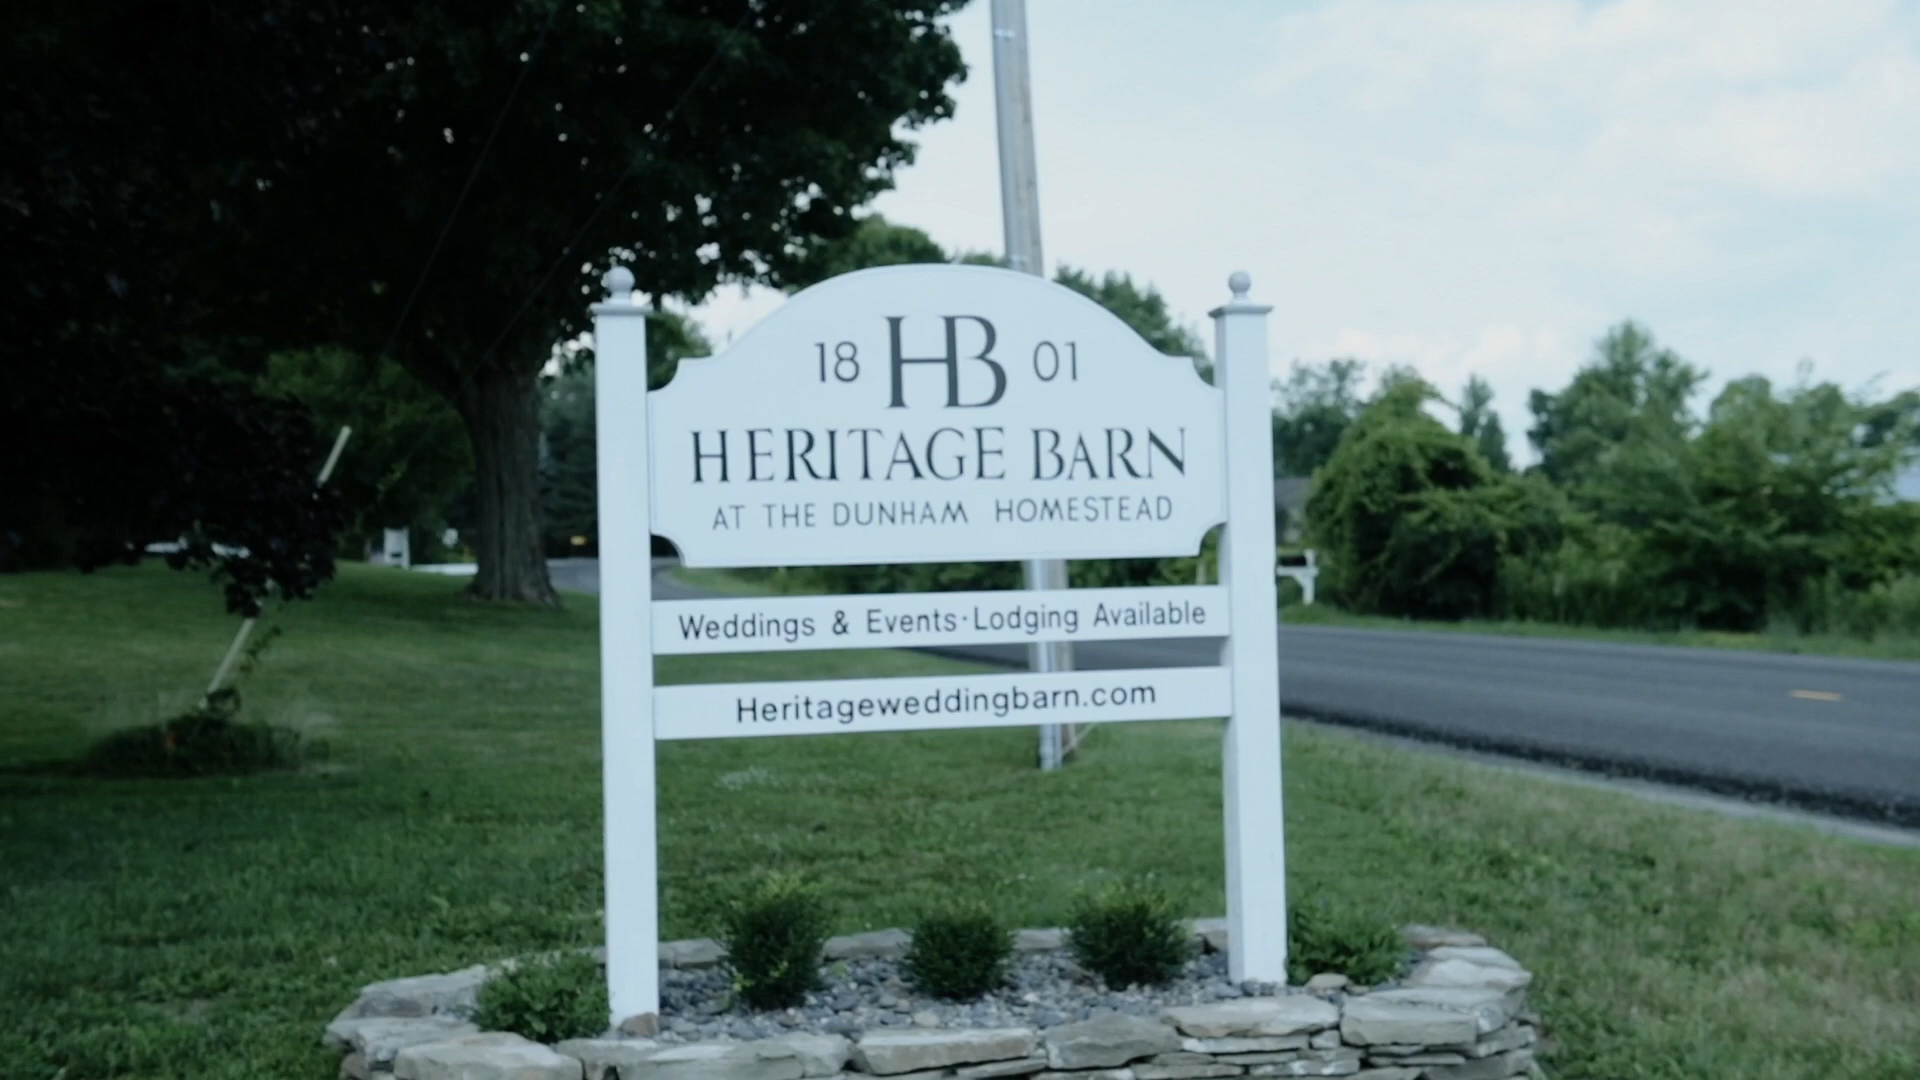 18 HB 01
HERITAGE BARN
AT THE DUNHAM HOMESTEAD
Weddings & Events·Lodging Available
Heritageweddingbarn.com